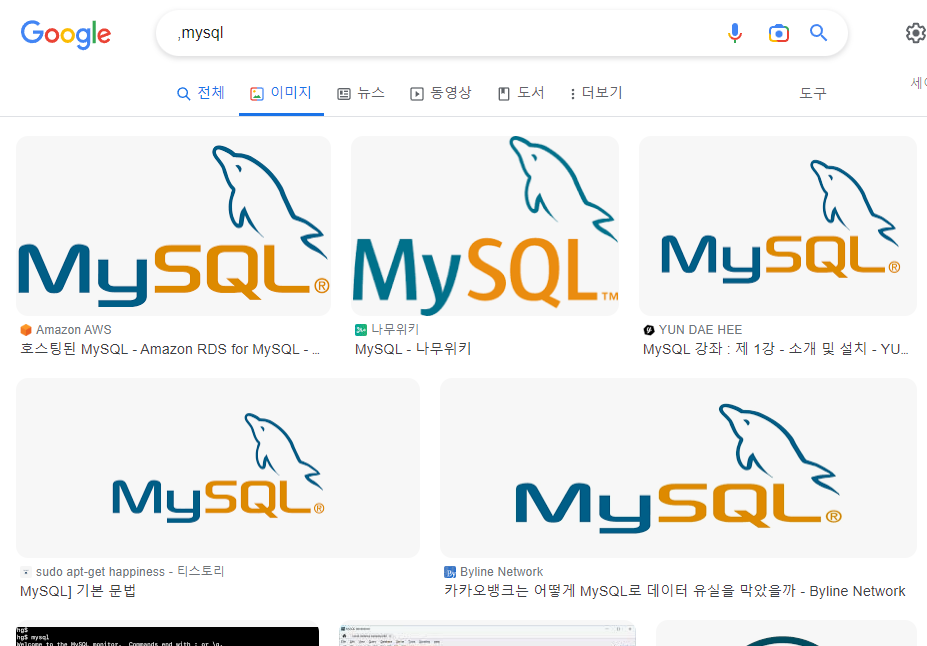 Google
,mysql
전체
이미지
뉴스
동영상
도서
더보기
도구
MySQL®
MySQL™
MySQL®
Amazon AWS
호스팅된 MySQL - Amazon RDS for MySQL - ...
나무위키
MySQL - 나무위키
YUN DAE HEE
MySQL 강좌 : 제 1강 - 소개 및 설치 - YU...
MySQL®
MySQL®
sudo apt-get happiness - 티스토리
MySQL] 기본 문법
By
Byline Network
카카오뱅크는 어떻게 MySQL로 데이터 유실을 막았을까 - Byline Network
hg$
hg$ mysql
Welcome to the MySQL monitor. Commands end with ; or \g.